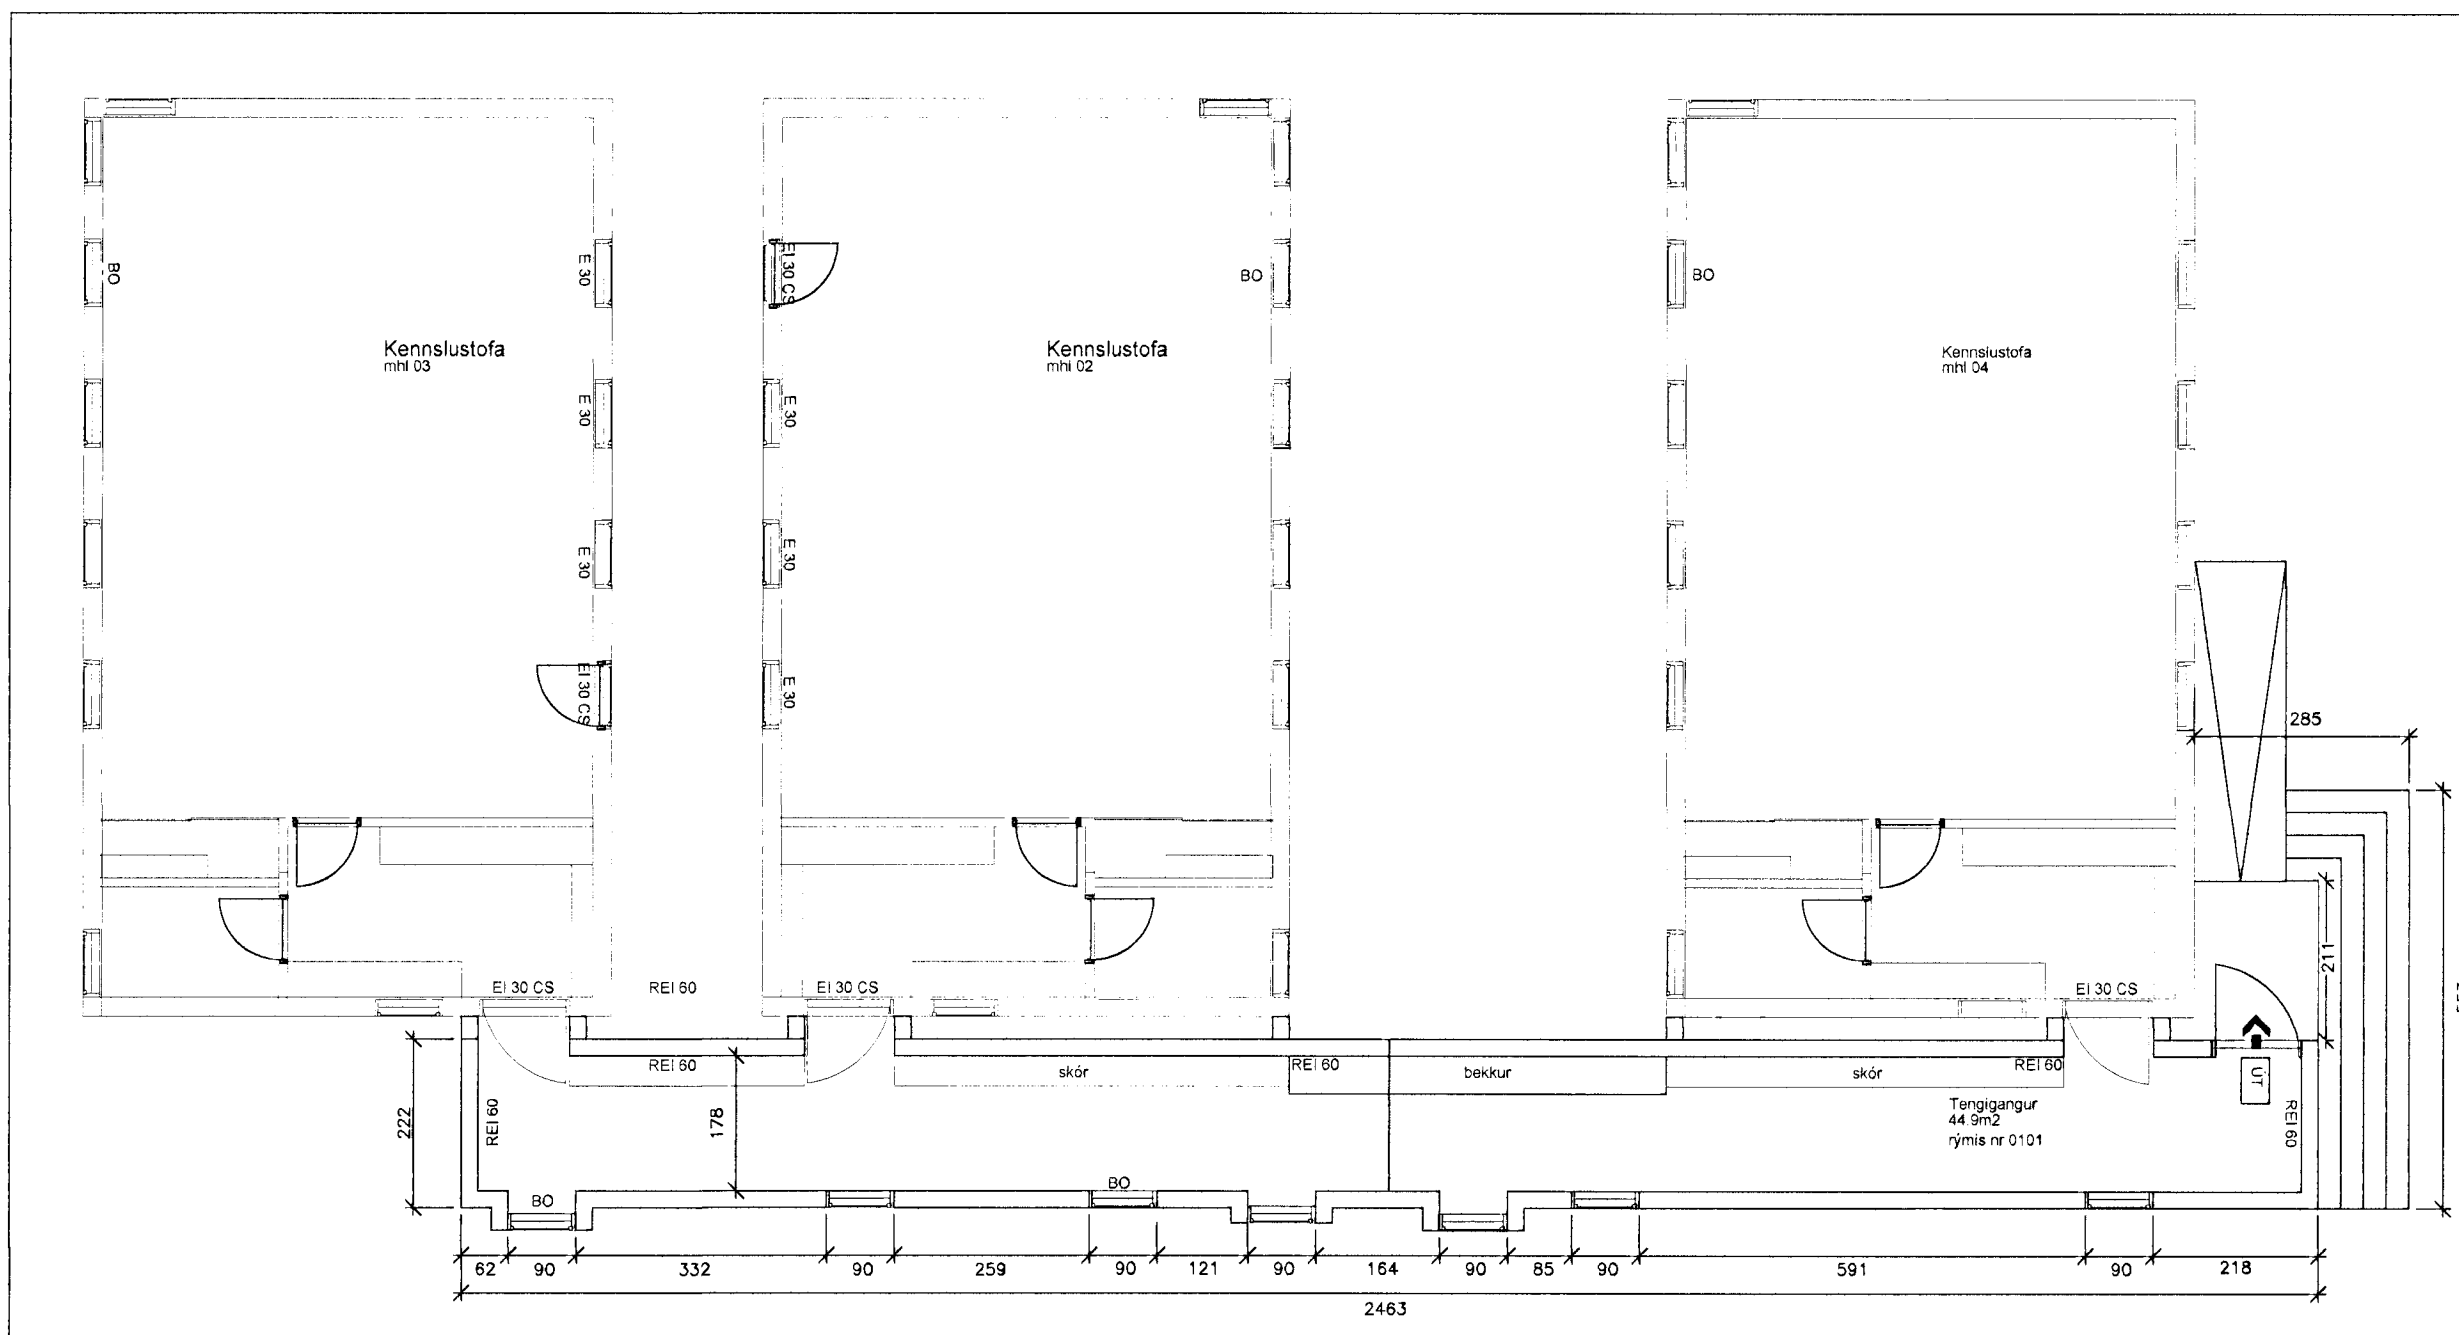 BO
E 30
EI 30 CS
BO
BO
Kennslustofa
mhl 03
Kennslustofa
mhl 02
Kennslustofa
mhl 04
E 30
E 30
E 30
E 30
EI 30 CS
E 30
285
211
EI 30 CS
REI 60
EI 30 CS
EI 30 CS
REI 60
skór
REI 60
bekkur
skór
REI 60
ÚT
222
REI 60
178
Tengigangur
44.9m2
rýmis nr 0101
REI 60
BO
BO
62
90
332
90
259
90
121
90
164
90
85
90
591
90
218
2463